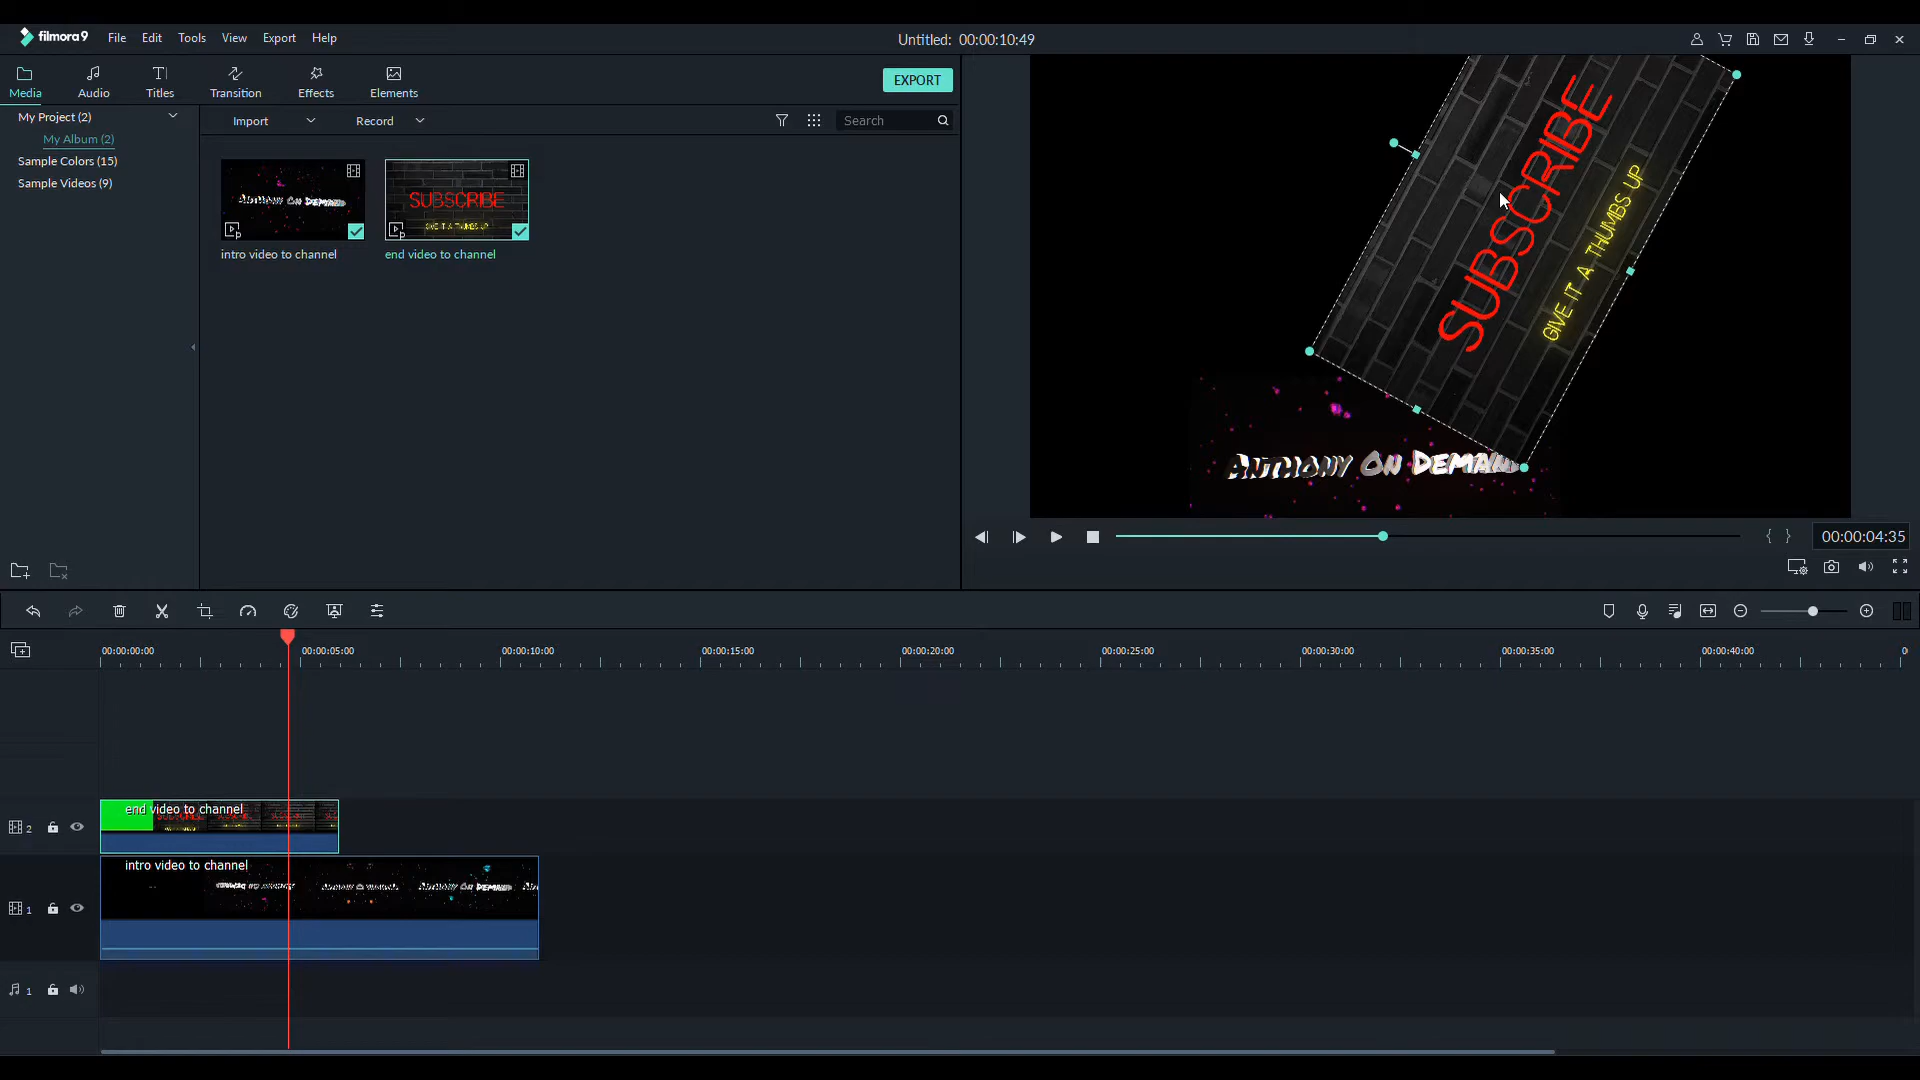 filmora9 File Edit Tools View Export Help
Untitled: 00:00:10:49
Media Audio Titles Transition Effects Elements
EXPORT
My Project (2)
My Album (2)
Sample Colors (15)
Sample Videos (9)
Import Record Search
ANTHONY ON DEMAND
SUBSCRIBE
GIVE IT A THUMBS UP
intro video to channel
end video to channel
SUBSCRIBE
GIVE IT A THUMBS UP
ANTHONY ON DEMAN
00:00:04:35
00:00:00:00 00:00:05:00 00:00:10:00 00:00:15:00 00:00:20:00 00:00:25:00 00:00:30:00 00:00:35:00 00:00:40:00
end video to channel
2
intro video to channel
ANTHONY ON DEMAND
1
1